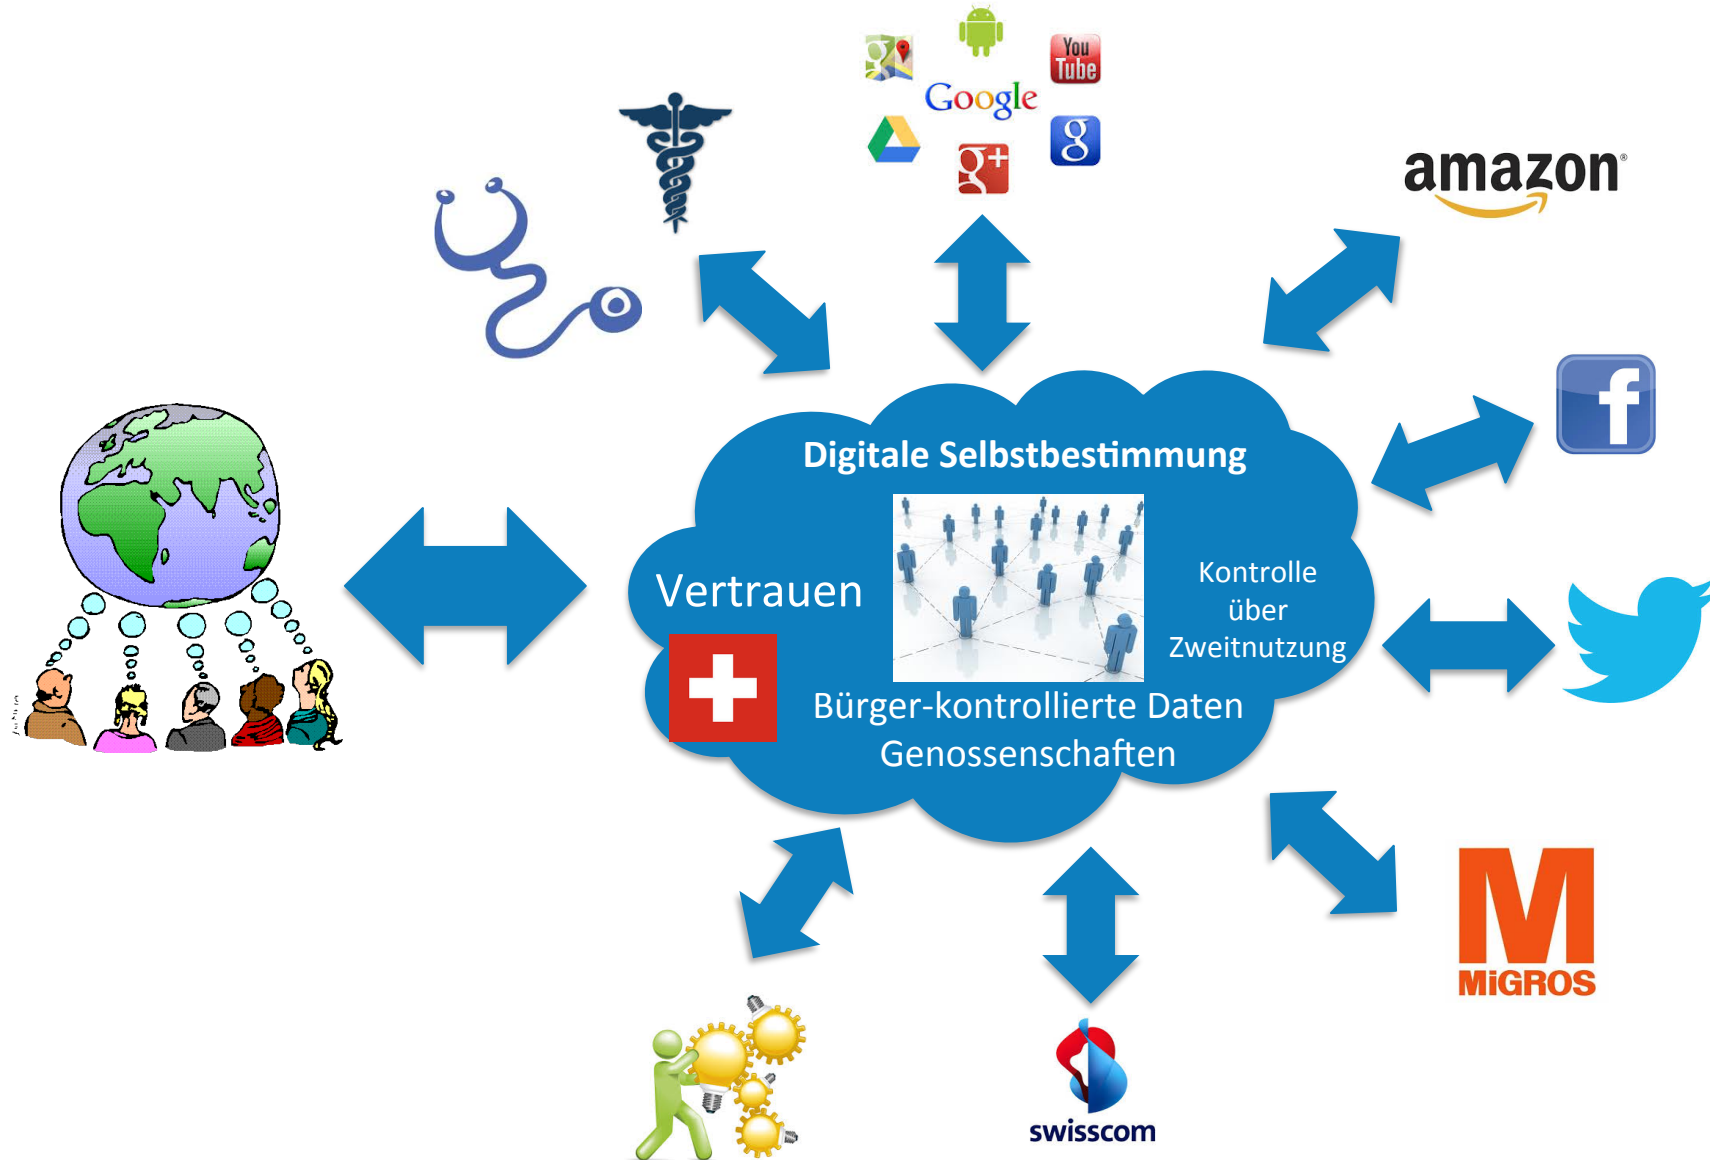 You
Tube
Google
g
g+
g
amazon®
f
Digitale Selbstbestimmung
Vertrauen
Kontrolle
über
Zweitnutzung
Bürger-kontrollierte Daten
Genossenschaften
M
MiGROS
swisscom